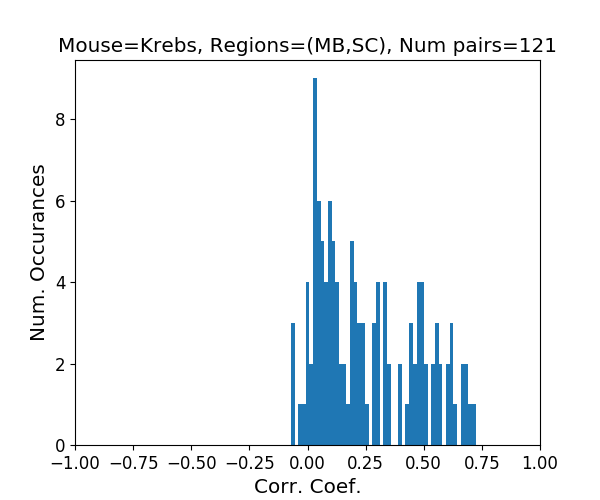 Mouse=Krebs, Regions=(MB,SC), Num pairs=121
Num. Occurances
8
6
4
2
0
−1.00 −0.75 −0.50 −0.25 0.00 0.25 0.50 0.75 1.00
Corr. Coef.